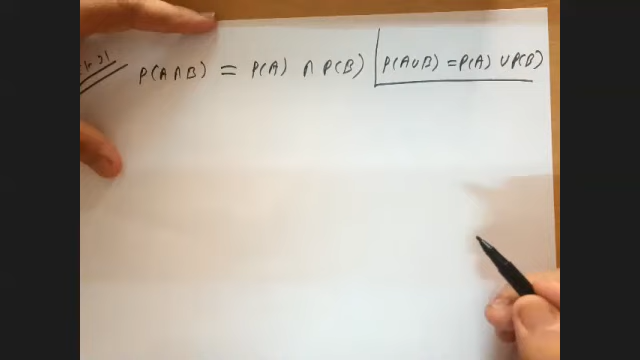 P(A∩B) = P(A) ∩ P(B) P(A∪B) = P(A) ∪ P(B)